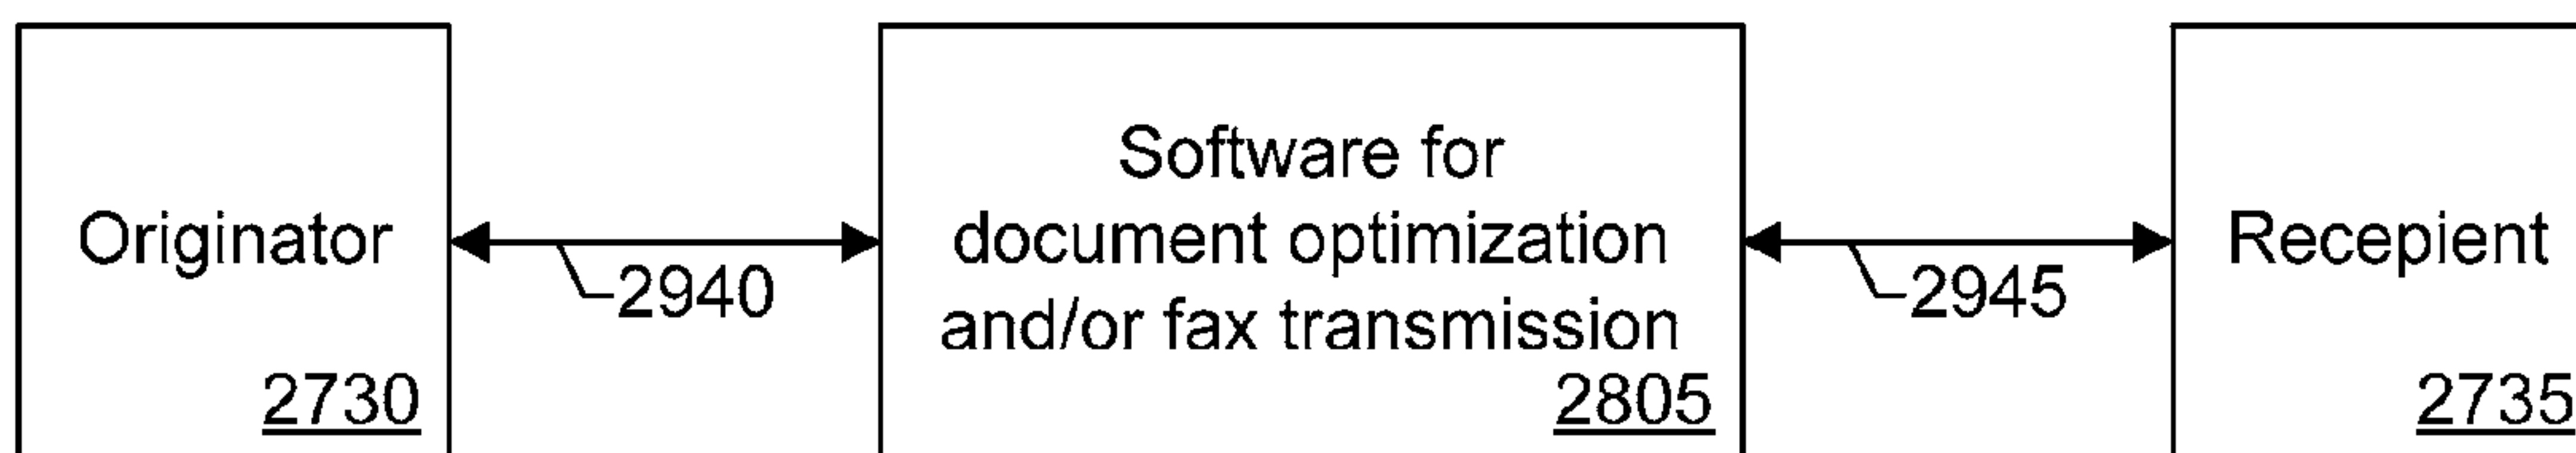 Originator
2730
2940
Software for
document optimization
and/or fax transmission
2805
2945
Recepient
2735